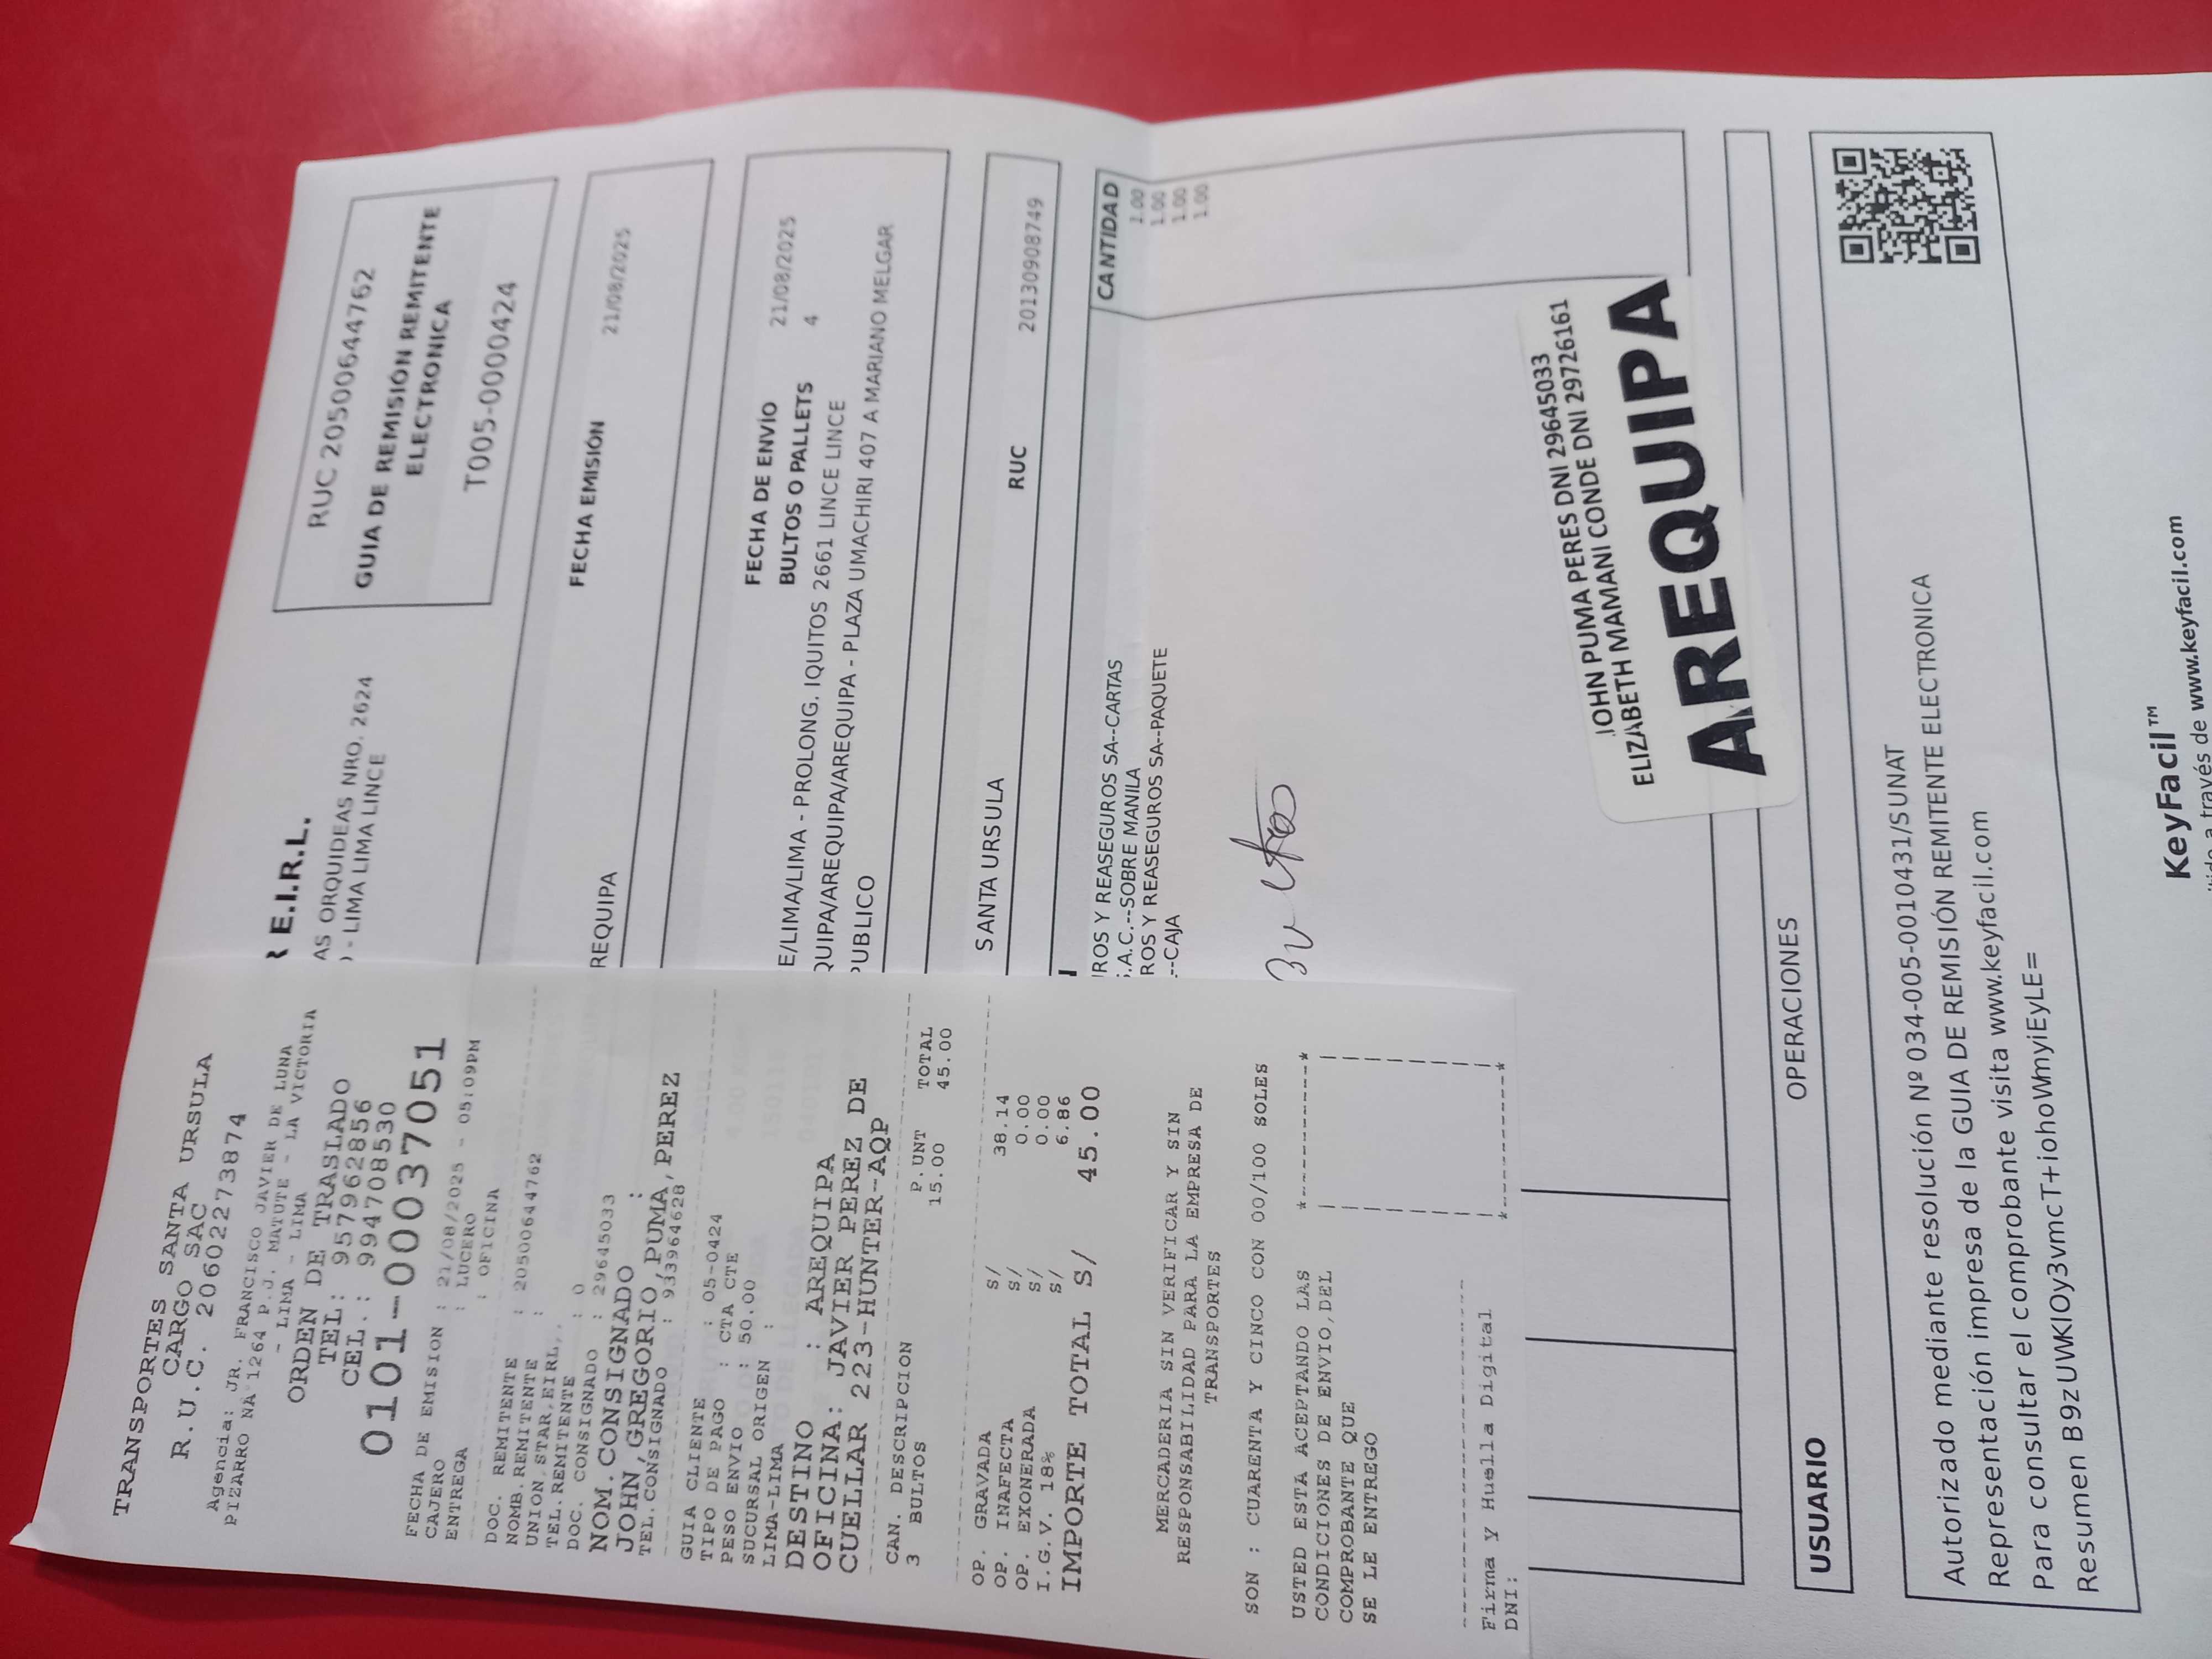 TRANSPORTES SANTA URSULA
CARGO SAC
R.U.C. 20602273874
Agencia: JR. FRANCISCO JAVIER DE LUNA
PIZARRO NA°1264 P.J. MATUTE - LA VICTORIA
- LIMA - LIMA
ORDEN DE TRASLADO
TEL: 957962856
CEL.: 994708530
0101-00037051
FECHA DE EMISION : 21/08/2025 - 05:09PM
CAJERO : LUCERO
ENTREGA : OFICINA
DOC. REMITENTE : 20500644762
NOMB.REMITENTE :
UNION,STAR,EIRL,.
TEL.REMITENTE : 0
DOC. CONSIGNADO : 29645033
NOM.CONSIGNADO :
JOHN,GREGORIO,PUMA,PEREZ
TEL.CONSIGNADO : 933964628
GUIA CLIENTE : 05-0424
TIPO DE PAGO : CTA CTE
PESO ENVIO : 50.00
SUCURSAL ORIGEN :
LIMA-LIMA
DESTINO : AREQUIPA
OFICINA: JAVIER PEREZ DE
CUELLAR 223-HUNTER-AQP
CAN. DESCRIPCION P.UNT TOTAL
3 BULTOS 15.00 45.00
OP. GRAVADA S/ 38.14
OP. INAFECTA S/ 0.00
OP. EXONERADA S/ 0.00
I.G.V. 18% S/ 6.86
IMPORTE TOTAL S/ 45.00
MERCADERIA SIN VERIFICAR Y SIN
RESPONSABILIDAD PARA LA EMPRESA DE
TRANSPORTES
SON : CUARENTA Y CINCO CON 00/100 SOLES
USTED ESTA ACEPTANDO LAS
CONDICIONES DE ENVIO,DEL
COMPROBANTE QUE
SE LE ENTREGO
Firma y Huella Digital
DNI:
E.I.R.L.
AS ORQUIDEAS NRO. 2624
- LIMA LIMA LINCE
RUC 20500644762
GUIA DE REMISIÓN REMITENTE
ELECTRONICA
T005-0000424
REQUIPA
FECHA EMISIÓN 21/08/2025
FECHA DE ENVÍO 21/08/2025
BULTOS O PALLETS 4
E/LIMA/LIMA - PROLONG. IQUITOS 2661 LINCE LINCE
QUIPA/AREQUIPA/AREQUIPA/AREQUIPA - PLAZA UMACHIRI 407 A MARIANO MELGAR
PUBLICO
SANTA URSULA RUC 20130908749
CANTIDAD
ROS Y REASEGUROS SA--CARTAS 1.00
.A.C.--SOBRE MANILA 1.00
ROS Y REASEGUROS SA--PAQUETE 1.00
.--CAJA 1.00
JOHN PUMA PERES DNI 29645033
ELIZABETH MAMANI CONDE DNI 29726161
AREQUIPA
USUARIO OPERACIONES
Autorizado mediante resolución Nº 034-005-0010431/SUNAT
Representación impresa de la GUIA DE REMISIÓN REMITENTE ELECTRONICA
Para consultar el comprobante visita www.keyfacil.com
Resumen B9zUWKIOy3vmcT+iohoWmyiEyLE=
KeyFacil™
a través de www.keyfacil.com